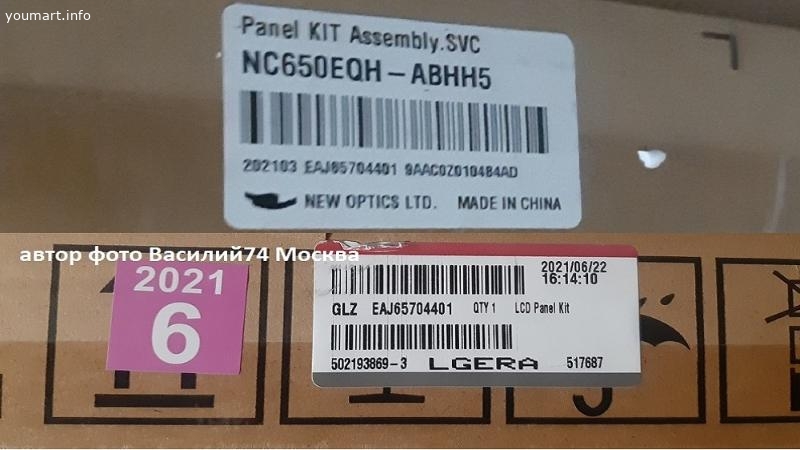 youmart.info
Panel KIT Assembly.SVC
NC650EQH-ABHH5
202103 EAJ65704401 9AAC0Z010484AD
NEW OPTICS LTD. MADE IN CHINA
автор фото Василий74 Москва
2021
6
2021/06/22
16:14:10
GLZ EAJ65704401 QTY 1 LCD Panel Kit
502193869-3 LGERA 517687